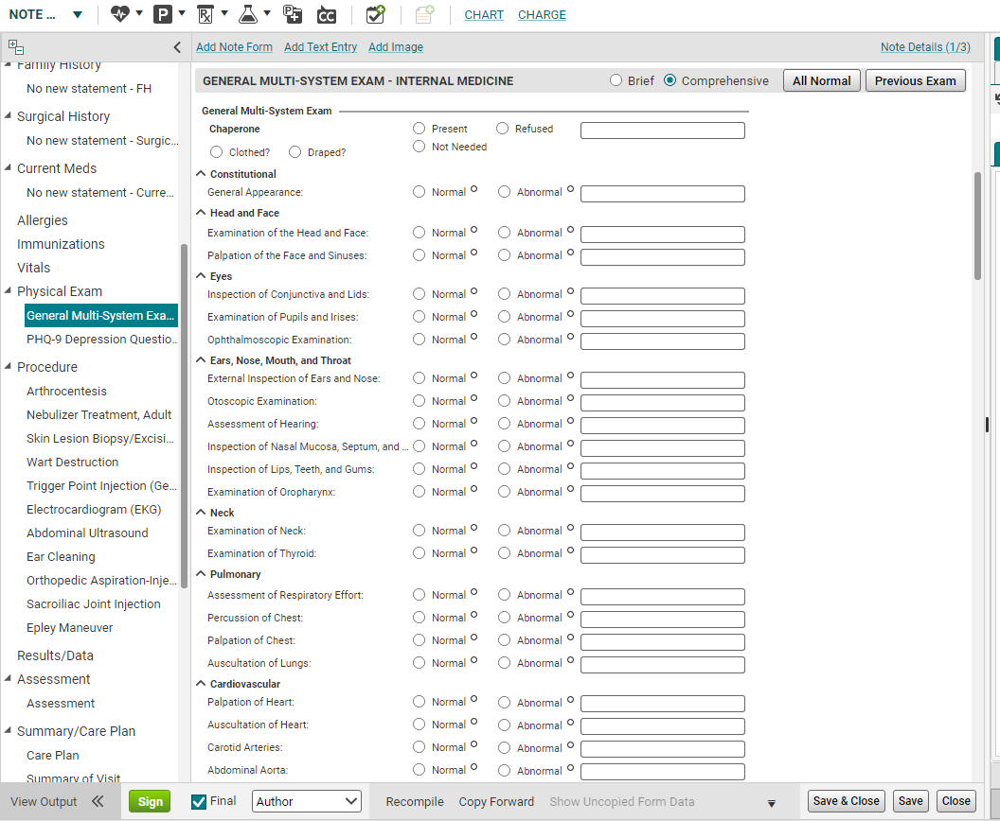 NOTE ...
P
Rx
P
CC
CHART
CHARGE
Add Note Form
Add Text Entry
Add Image
Note Details (1/3)
Family History
No new statement - FH
Surgical History
No new statement - Surgic...
Current Meds
No new statement - Curre...
Allergies
Immunizations
Vitals
Physical Exam
General Multi-System Exa...
PHQ-9 Depression Questio...
Procedure
Arthrocentesis
Nebulizer Treatment, Adult
Skin Lesion Biopsy/Excisi...
Wart Destruction
Trigger Point Injection (Ge...
Electrocardiogram (EKG)
Abdominal Ultrasound
Ear Cleaning
Orthopedic Aspiration-Inje...
Sacroiliac Joint Injection
Epley Maneuver
Results/Data
Assessment
Assessment
Summary/Care Plan
Care Plan
Summary of Visit
GENERAL MULTI-SYSTEM EXAM - INTERNAL MEDICINE
Brief
Comprehensive
All Normal
Previous Exam
General Multi-System Exam
Chaperone Present Refused
Clothed? Draped? Not Needed
Constitutional
General Appearance: Normal Abnormal
Head and Face
Examination of the Head and Face: Normal Abnormal
Palpation of the Face and Sinuses: Normal Abnormal
Eyes
Inspection of Conjunctiva and Lids: Normal Abnormal
Examination of Pupils and Irises: Normal Abnormal
Ophthalmoscopic Examination: Normal Abnormal
Ears, Nose, Mouth, and Throat
External Inspection of Ears and Nose: Normal Abnormal
Otoscopic Examination: Normal Abnormal
Assessment of Hearing: Normal Abnormal
Inspection of Nasal Mucosa, Septum, and ... Normal Abnormal
Inspection of Lips, Teeth, and Gums: Normal Abnormal
Examination of Oropharynx: Normal Abnormal
Neck
Examination of Neck: Normal Abnormal
Examination of Thyroid: Normal Abnormal
Pulmonary
Assessment of Respiratory Effort: Normal Abnormal
Percussion of Chest: Normal Abnormal
Palpation of Chest: Normal Abnormal
Auscultation of Lungs: Normal Abnormal
Cardiovascular
Palpation of Heart: Normal Abnormal
Auscultation of Heart: Normal Abnormal
Carotid Arteries: Normal Abnormal
Abdominal Aorta: Normal Abnormal
View Output
Sign
Final
Author
Recompile
Copy Forward
Show Uncopied Form Data
Save & Close
Save
Close